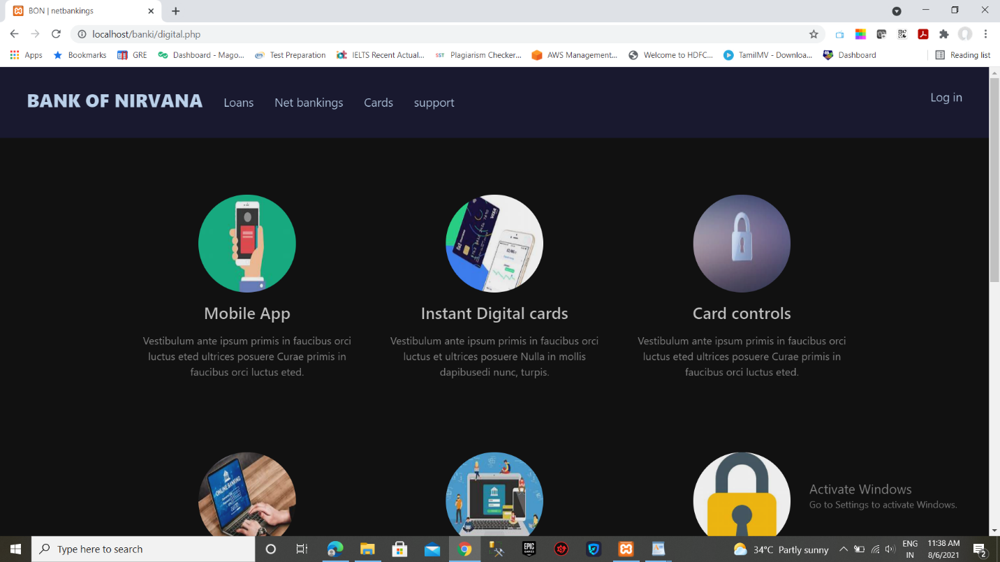 BON | netbankings
localhost/banki/digital.php
Apps Bookmarks GRE Dashboard - Mago... Test Preparation IELTS Recent Actual... SST Plagiarism Checker... AWS Management... Welcome to HDFC... TamilMV - Downloa... Dashboard Reading list
BANK OF NIRVANA Loans Net bankings Cards support Log in
VISA
ONLINE BANKING
Mobile App Instant Digital cards Card controls
Vestibulum ante ipsum primis in faucibus orci
luctus eted ultrices posuere Curae primis in
faucibus orci luctus eted.
Vestibulum ante ipsum primis in faucibus orci
luctus et ultrices posuere Nulla in mollis
dapibusedi nunc, turpis.
Vestibulum ante ipsum primis in faucibus orci
luctus eted ultrices posuere Curae primis in
faucibus orci luctus eted.
Activate Windows
Go to Settings to activate Windows.
Type here to search
EPIC
GAMES
34°C Partly sunny
ENG
IN
11:38 AM
8/6/2021
2